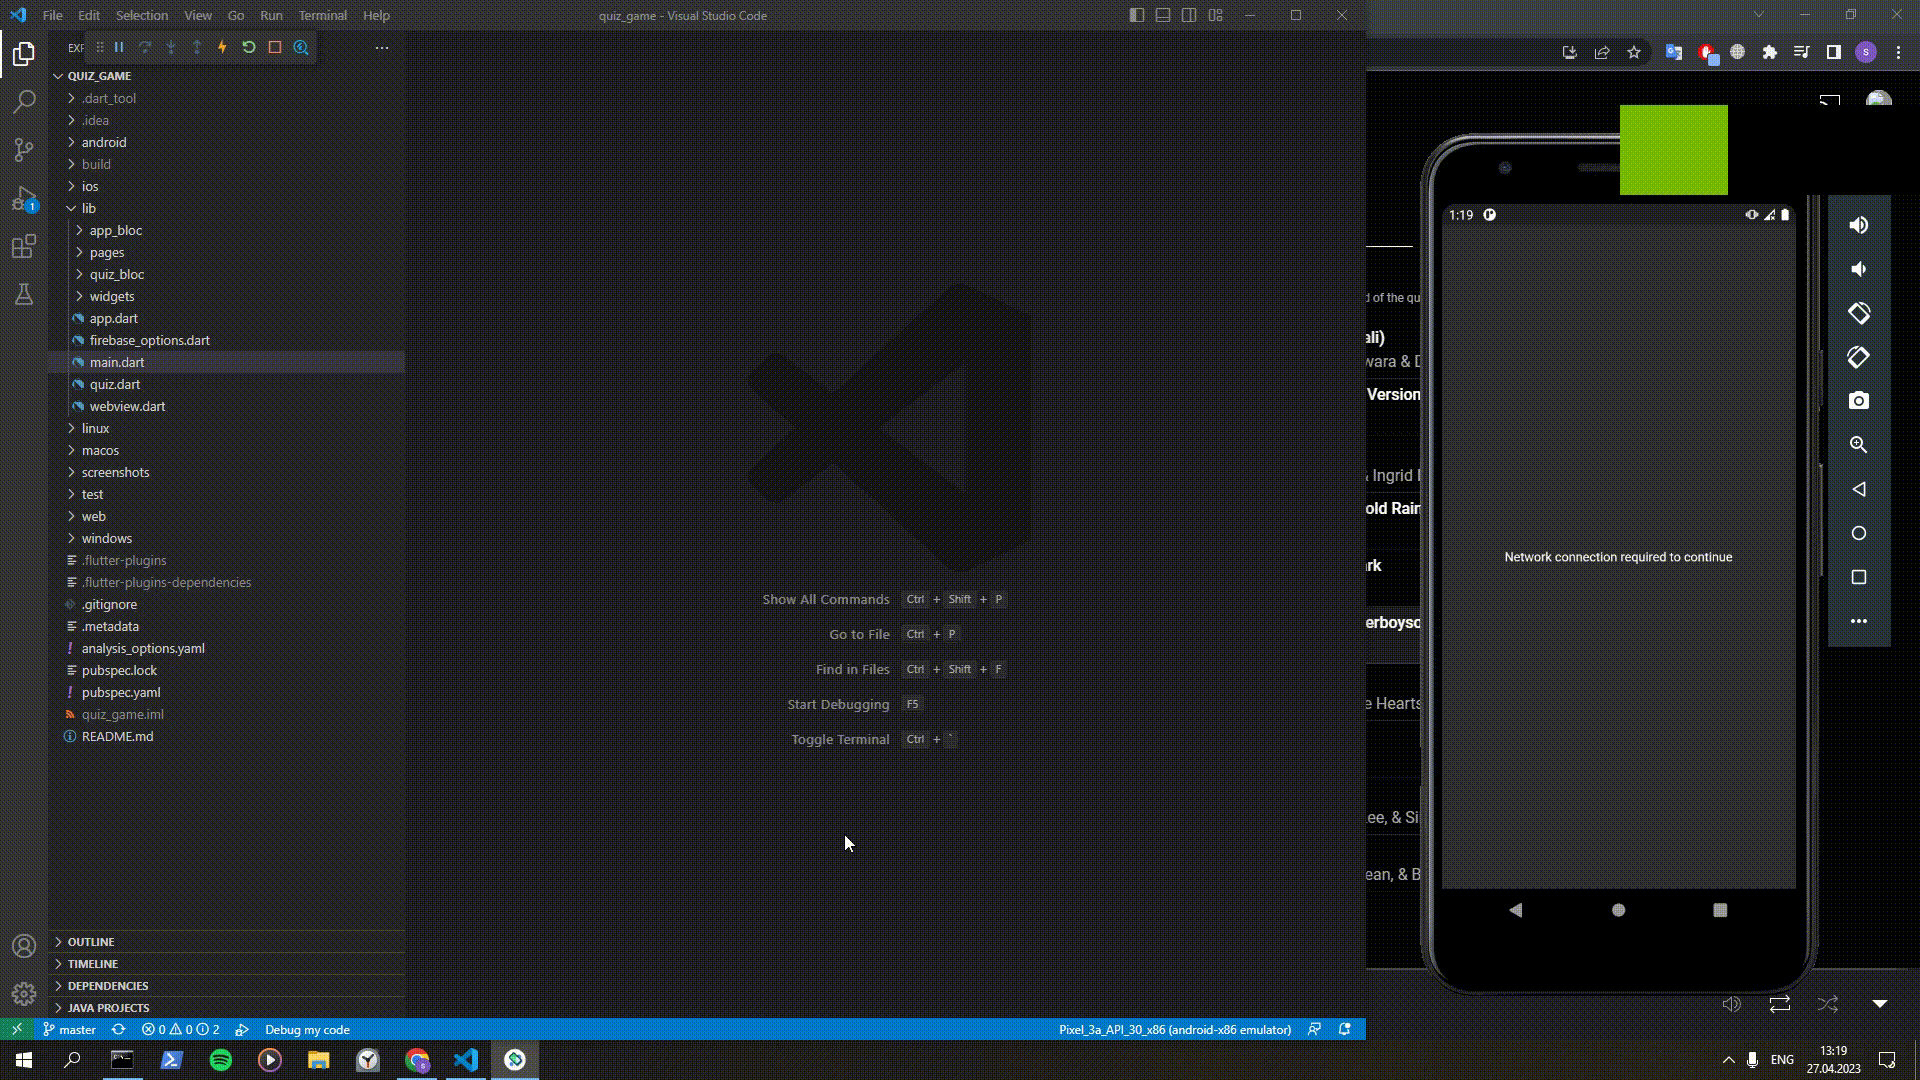 File Edit Selection View Go Run Terminal Help
quiz_game - Visual Studio Code
QUIZ_GAME
.dart_tool
.idea
android
build
ios
lib
app_bloc
pages
quiz_bloc
widgets
app.dart
firebase_options.dart
main.dart
quiz.dart
webview.dart
linux
macos
screenshots
test
web
windows
.flutter-plugins
.flutter-plugins-dependencies
.gitignore
.metadata
analysis_options.yaml
pubspec.lock
pubspec.yaml
quiz_game.iml
README.md
OUTLINE
TIMELINE
DEPENDENCIES
JAVA PROJECTS
1
Show All Commands Ctrl + Shift + P
Go to File Ctrl + P
Find in Files Ctrl + Shift + F
Start Debugging F5
Toggle Terminal Ctrl + `
master 0 0 2 Debug my code
Pixel_3a_API_30_x86 (android-x86 emulator)
S
of the qu
ali)
wara &
Version
& Ingrid
old Rain
rk
erboys
e Hearts
ee, & Si
ean, & B
1:19
Network connection required to continue
ENG
13:19
27.04.2023